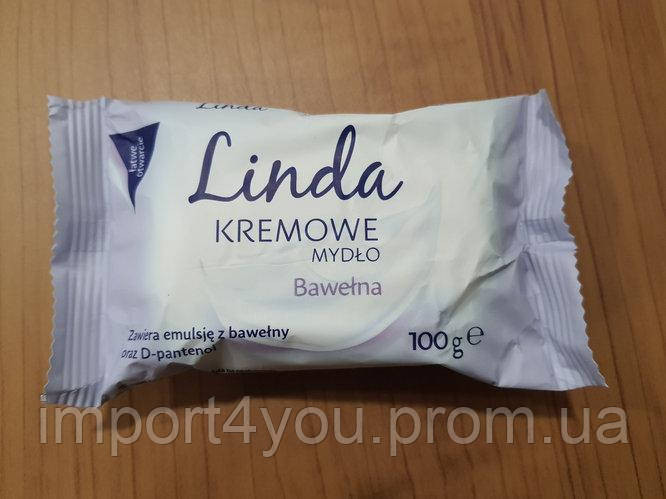 Linda
łatwe
otwarcie
Linda
KREMOWE
MYDŁO
Bawełna
Zawiera emulsję z bawełny
oraz D-pantenol
100g e
import4you.prom.ua